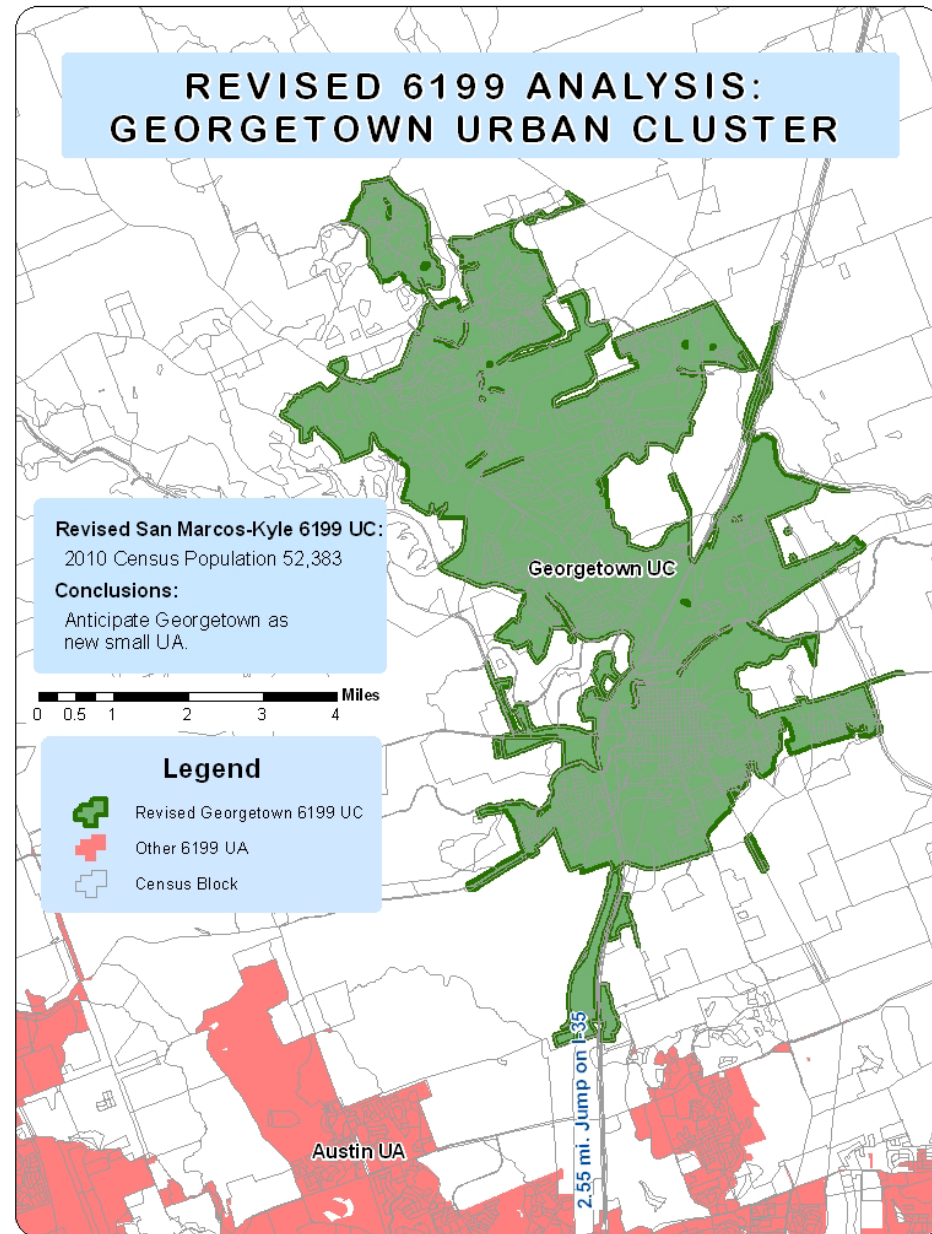 REVISED 6199 ANALYSIS:
GEORGETOWN URBAN CLUSTER
Revised San Marcos-Kyle 6199 UC:
2010 Census Population 52,383
Conclusions:
Anticipate Georgetown as
new small UA.
Georgetown UC
Miles
0 0.5 1 2 3 4
Legend
Revised Georgetown 6199 UC
Other 6199 UA
Census Block
2.55 mi. Jump on I-35
Austin UA